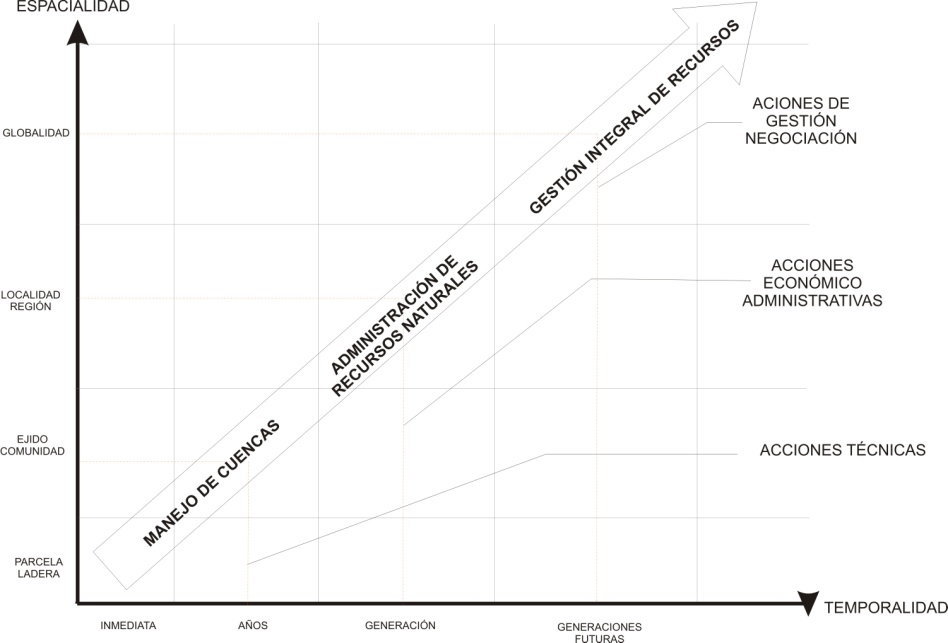 ESPACIALIDAD
GLOBALIDAD
LOCALIDAD
REGIÓN
EJIDO
COMUNIDAD
PARCELA
LADERA
MANEJO DE CUENCAS
ADMINISTRACIÓN DE
RECURSOS NATURALES
GESTIÓN INTEGRAL DE RECURSOS
ACIONES DE
GESTIÓN
NEGOCIACIÓN
ACCIONES
ECONÓMICO
ADMINISTRATIVAS
ACCIONES TÉCNICAS
TEMPORALIDAD
INMEDIATA
AÑOS
GENERACIÓN
GENERACIONES
FUTURAS